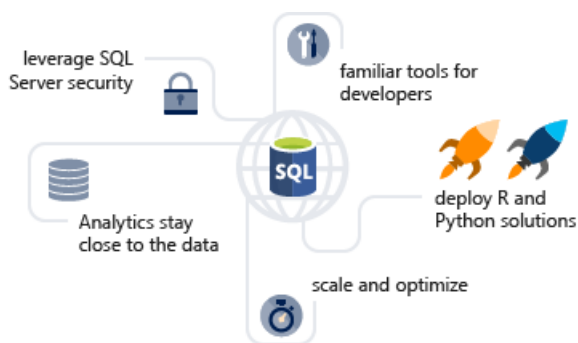 leverage SQL
Server security
familiar tools for
developers
SQL
deploy R and
Python solutions
Analytics stay
close to the data
scale and optimize